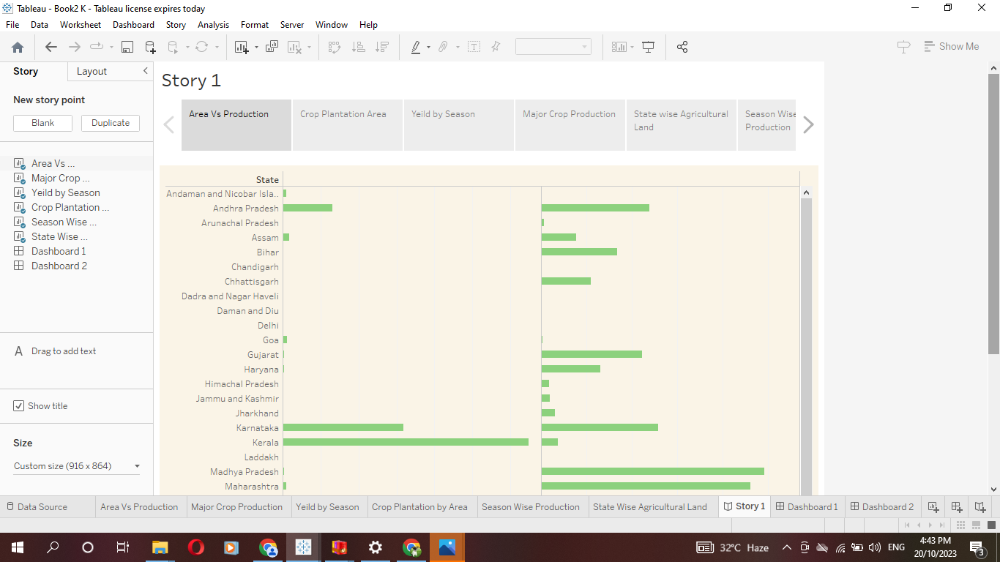 Tableau - Book2 K - Tableau license expires today
File Data Worksheet Dashboard Story Analysis Format Server Window Help
Show Me
Story Layout
New story point
Blank Duplicate
Area Vs ...
Major Crop ...
Yeild by Season
Crop Plantation ...
Season Wise ...
State Wise ...
Dashboard 1
Dashboard 2
A Drag to add text
Show title
Size
Custom size (916 x 864)
Story 1
Area Vs Production
Crop Plantation Area
Yeild by Season
Major Crop Production
State wise Agricultural
Land
Season Wise
Production
State
Andaman and Nicobar Isla..
Andhra Pradesh
Arunachal Pradesh
Assam
Bihar
Chandigarh
Chhattisgarh
Dadra and Nagar Haveli
Daman and Diu
Delhi
Goa
Gujarat
Haryana
Himachal Pradesh
Jammu and Kashmir
Jharkhand
Karnataka
Kerala
Laddakh
Madhya Pradesh
Maharashtra
Data Source Area Vs Production Major Crop Production Yeild by Season Crop Plantation by Area Season Wise Production State Wise Agricultural Land Story 1 Dashboard 1 Dashboard 2
32°C Haze ENG 4:43 PM
20/10/2023 3